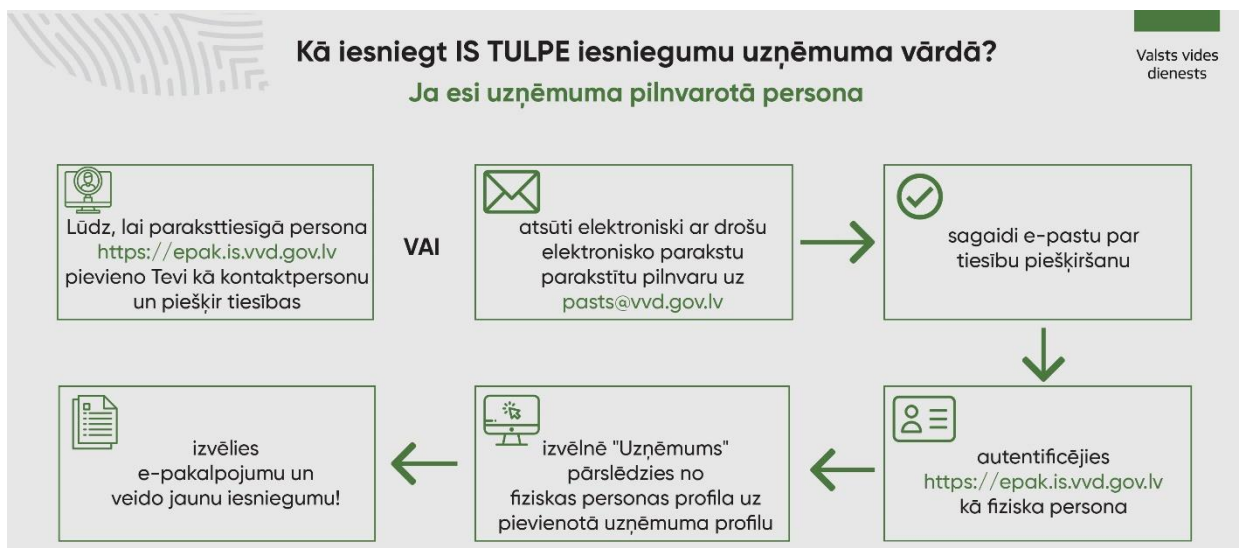 Kā iesniegt IS TULPE iesniegumu uzņēmuma vārdā?
Ja esi uzņēmuma pilnvarotā persona
Valsts vides
dienests
Lūdz, lai paraksttiesīgā persona
https://epak.is.vvd.gov.lv
pievieno Tevi kā kontaktpersonu
un piešķir tiesības
VAI
atsūti elektroniski ar drošu
elektronisko parakstu
parakstītu pilnvaru uz
pasts@vvd.gov.lv
sagaidi e-pastu par
tiesību piešķiršanu
autentificējies
https://epak.is.vvd.gov.lv
kā fiziska persona
izvēlnē "Uzņēmums"
pārslēdzies no
fiziskas personas profila uz
pievienotā uzņēmuma profilu
izvēlies
e-pakalpojumu un
veido jaunu iesniegumu!